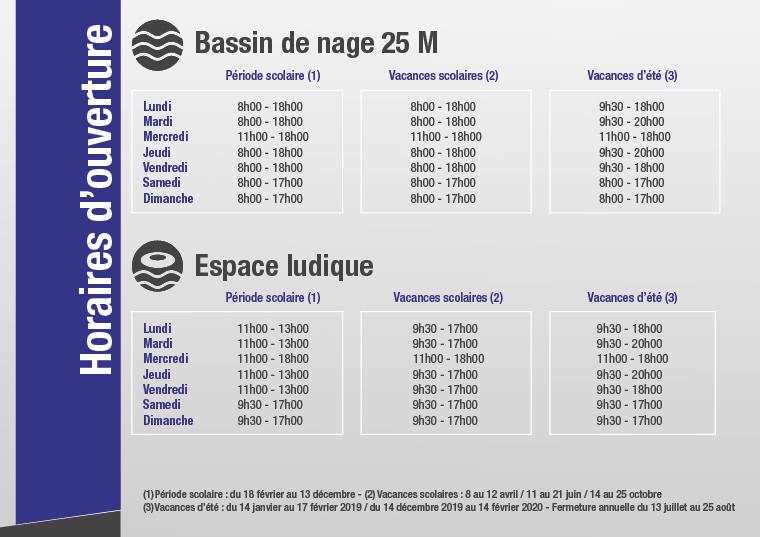 Horaires d'ouverture
Bassin de nage 25 M
Période scolaire (1) Vacances scolaires (2) Vacances d'été (3)
Lundi 8h00 - 18h00 8h00 - 18h00 9h30 - 18h00
Mardi 8h00 - 18h00 8h00 - 18h00 9h30 - 20h00
Mercredi 11h00 - 18h00 11h00 - 18h00 11h00 - 18h00
Jeudi 8h00 - 18h00 8h00 - 18h00 9h30 - 20h00
Vendredi 8h00 - 18h00 8h00 - 18h00 9h30 - 18h00
Samedi 8h00 - 17h00 8h00 - 17h00 8h00 - 17h00
Dimanche 8h00 - 17h00 8h00 - 17h00 8h00 - 17h00
Espace ludique
Période scolaire (1) Vacances scolaires (2) Vacances d'été (3)
Lundi 11h00 - 13h00 9h30 - 17h00 9h30 - 18h00
Mardi 11h00 - 13h00 9h30 - 17h00 9h30 - 20h00
Mercredi 11h00 - 18h00 11h00 - 18h00 11h00 - 18h00
Jeudi 11h00 - 13h00 9h30 - 17h00 9h30 - 20h00
Vendredi 11h00 - 13h00 9h30 - 17h00 9h30 - 18h00
Samedi 9h30 - 17h00 9h30 - 17h00 9h30 - 17h00
Dimanche 9h30 - 17h00 9h30 - 17h00 9h30 - 17h00
(1)Période scolaire : du 18 février au 13 décembre - (2) Vacances scolaires : 8 au 12 avril / 11 au 21 juin / 14 au 25 octobre
(3)Vacances d'été : du 14 janvier au 17 février 2019 / du 14 décembre 2019 au 14 février 2020 - Fermeture annuelle du 13 juillet au 25 août